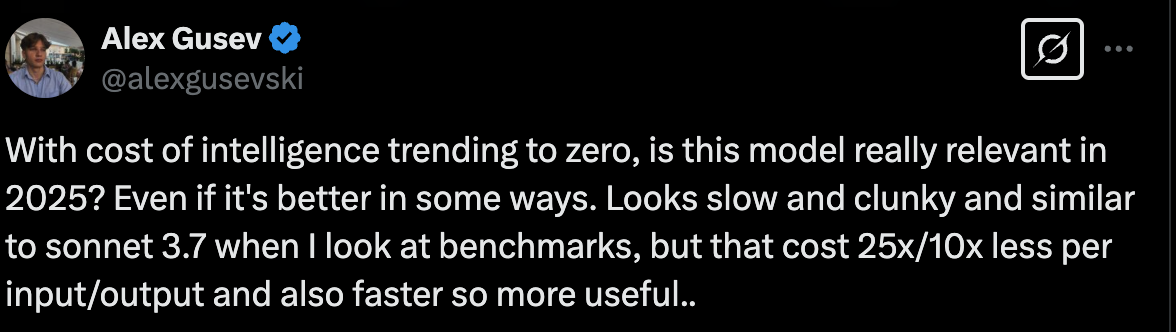 Alex Gusev
@alexgusevski
With cost of intelligence trending to zero, is this model really relevant in
2025? Even if it's better in some ways. Looks slow and clunky and similar
to sonnet 3.7 when I look at benchmarks, but that cost 25x/10x less per
input/output and also faster so more useful..